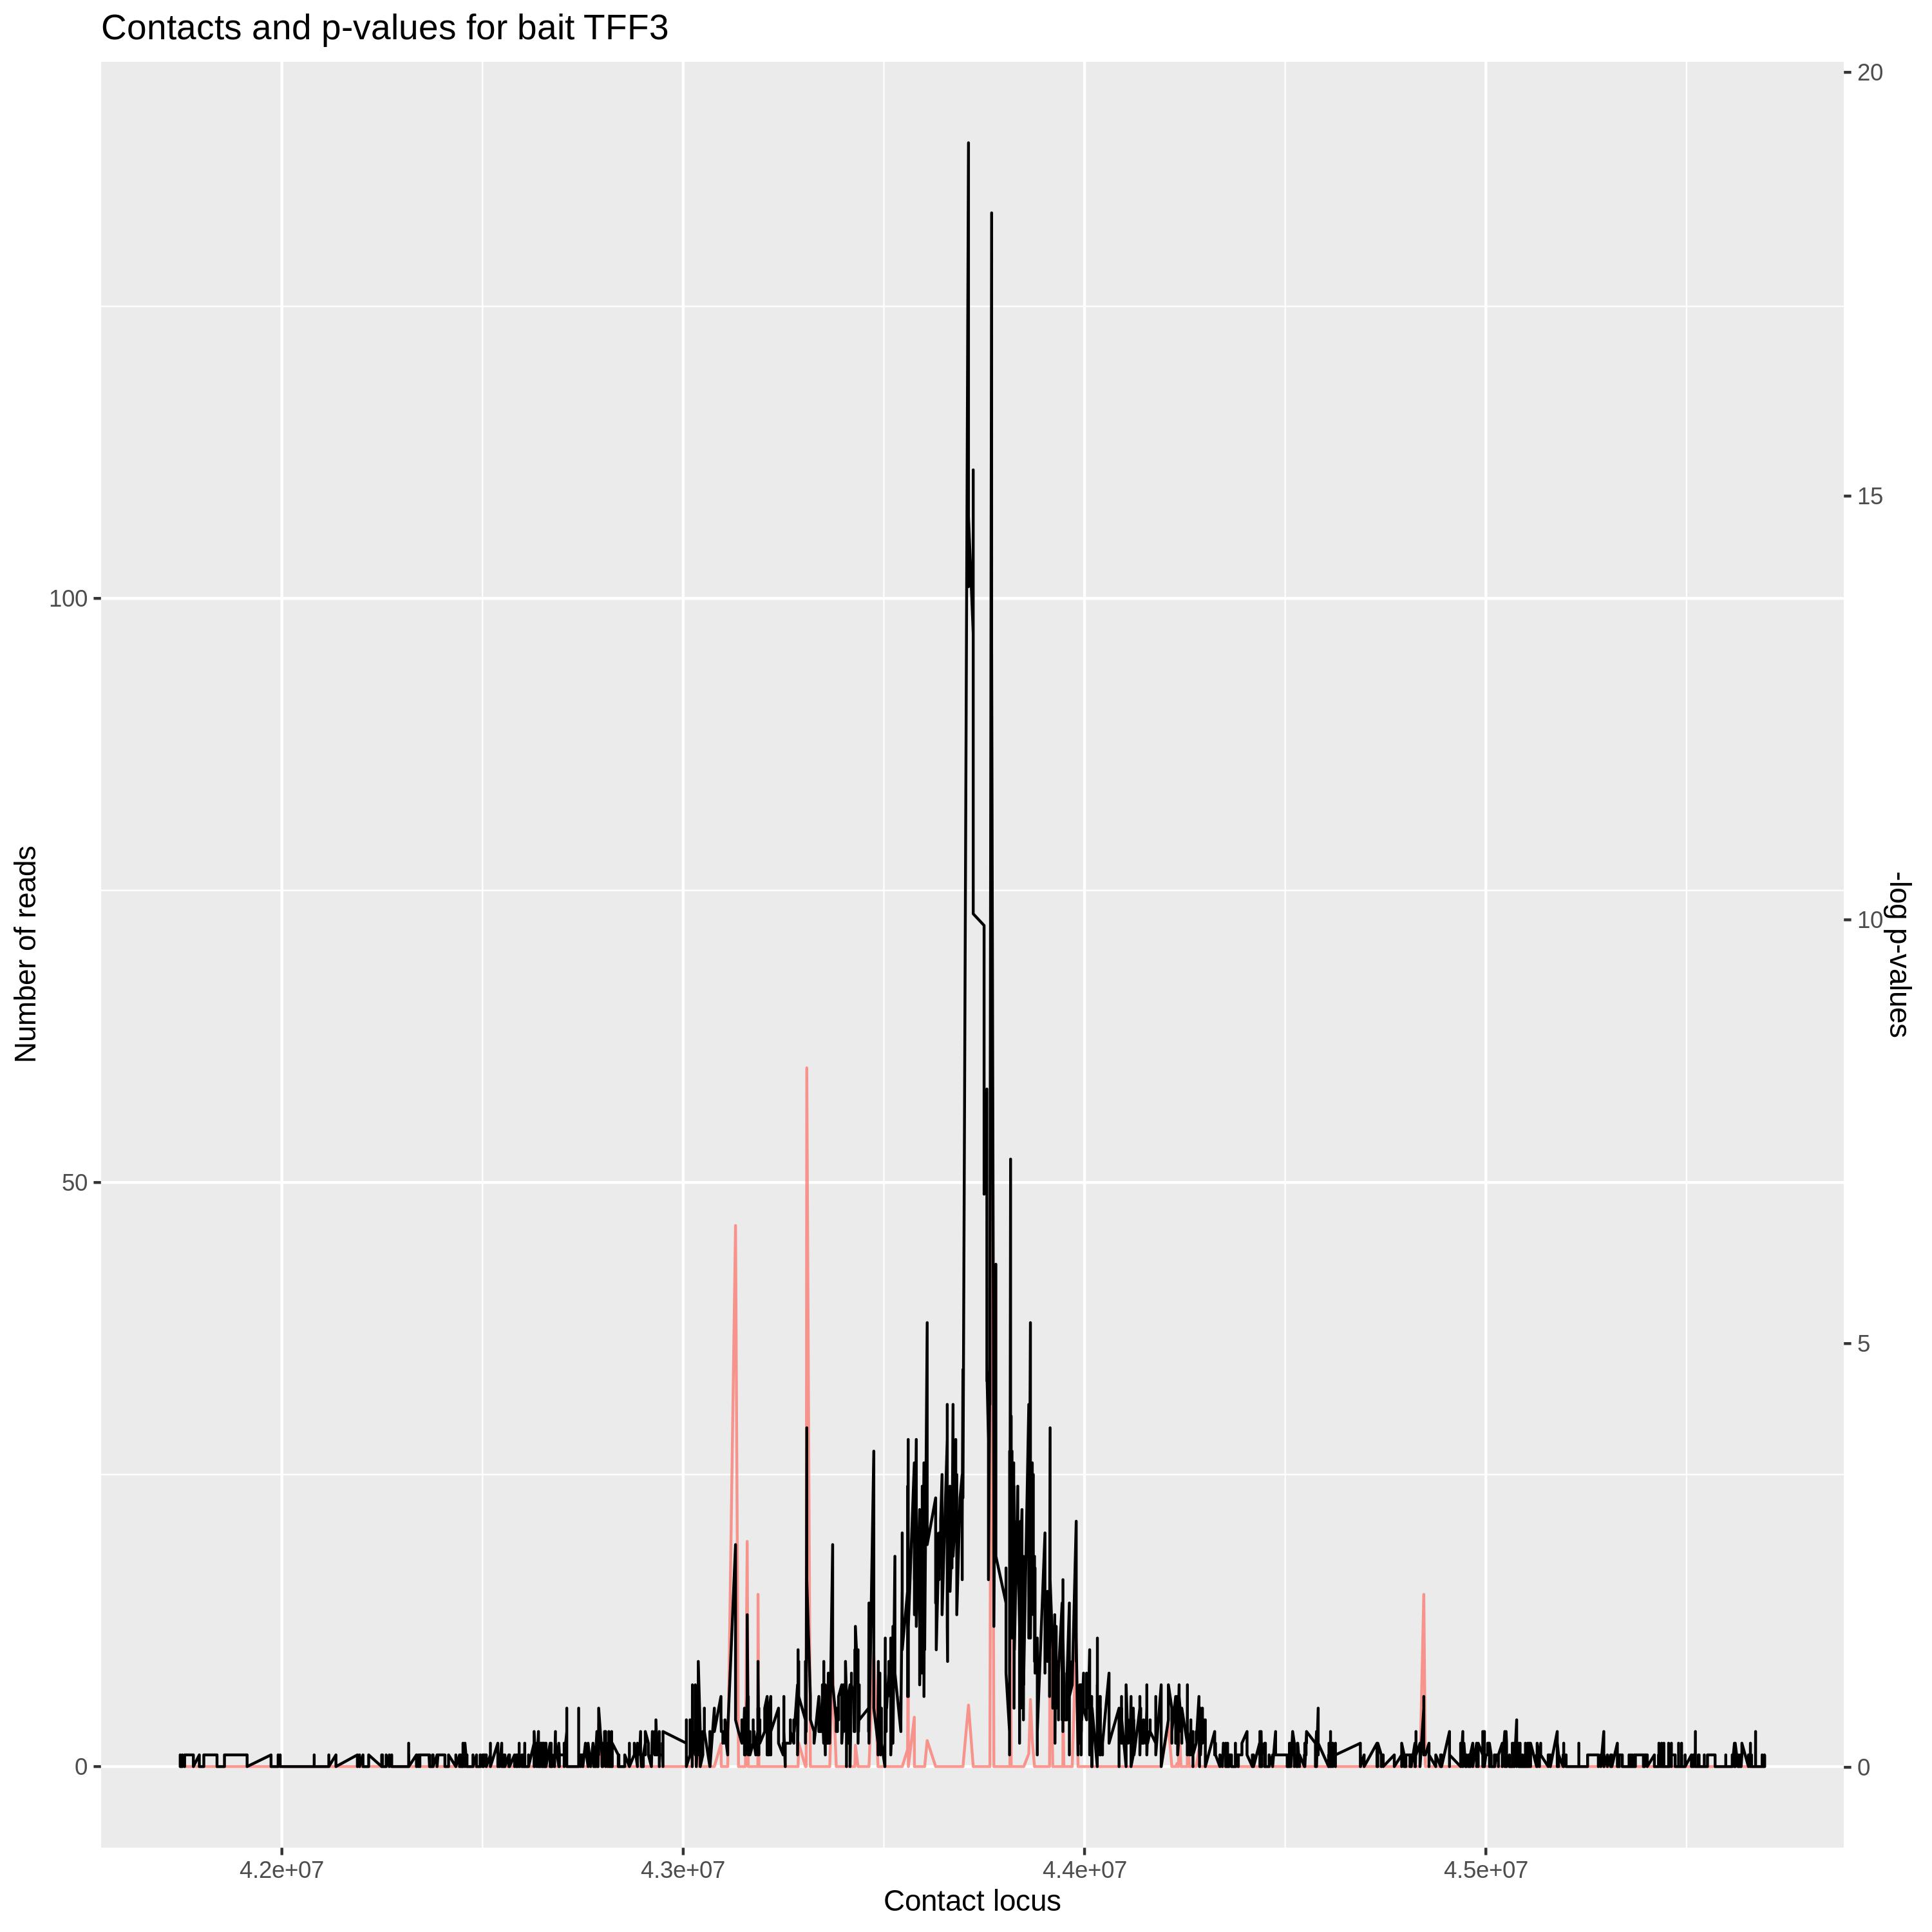 Contacts and p-values for bait TFF3
20
15
100
Number of reads
-log p-values
10
50
5
0
0
4.2e+07
4.3e+07
4.4e+07
4.5e+07
Contact locus